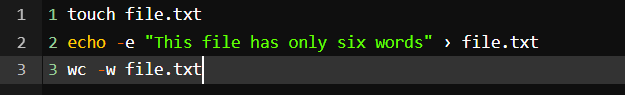 1 1 touch file.txt
2 2 echo -e "This file has only six words" › file.txt
3 3 wc -w file.txt